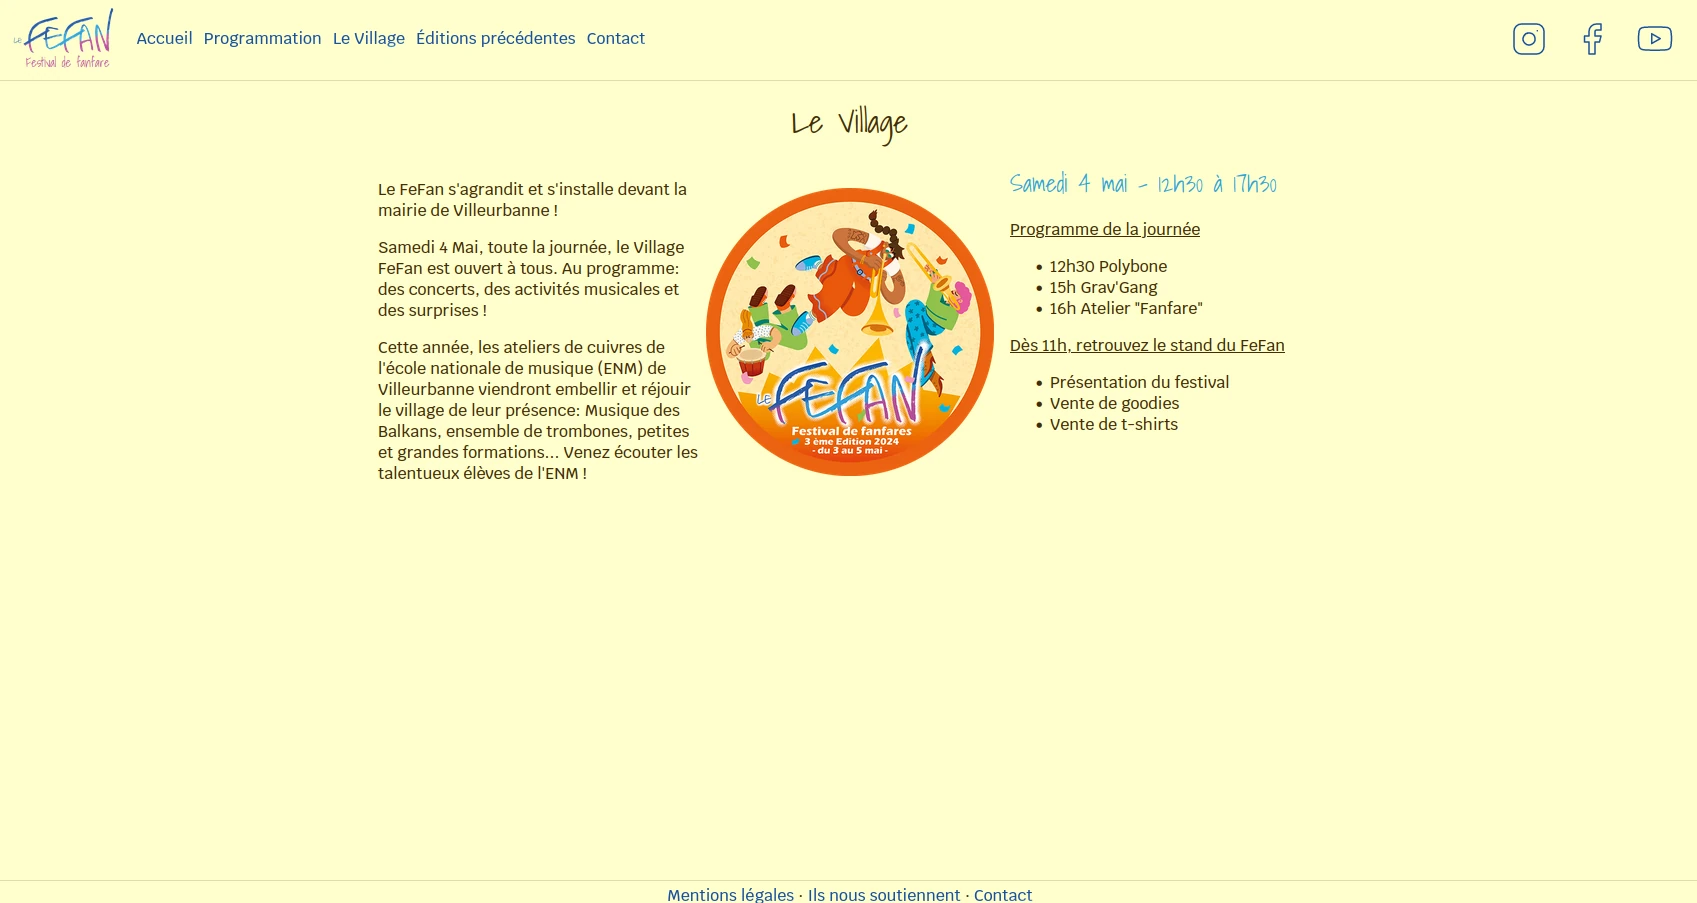 Le FEFAN
Festival de fanfare
Accueil Programmation Le Village Éditions précédentes Contact
Le Village
Le FeFan s'agrandit et s'installe devant la
mairie de Villeurbanne !
Samedi 4 Mai, toute la journée, le Village
FeFan est ouvert à tous. Au programme:
des concerts, des activités musicales et
des surprises !
Cette année, les ateliers de cuivres de
l'école nationale de musique (ENM) de
Villeurbanne viendront embellir et réjouir
le village de leur présence: Musique des
Balkans, ensemble de trombones, petites
et grandes formations... Venez écouter les
talentueux élèves de l'ENM !
LE FEFAN
Festival de fanfares
3 ème Edition 2024
- du 3 au 5 mai -
Samedi 4 mai - 12h30 à 17h30
Programme de la journée
• 12h30 Polybone
• 15h Grav'Gang
• 16h Atelier "Fanfare"
Dès 11h, retrouvez le stand du FeFan
• Présentation du festival
• Vente de goodies
• Vente de t-shirts
Mentions légales · Ils nous soutiennent · Contact